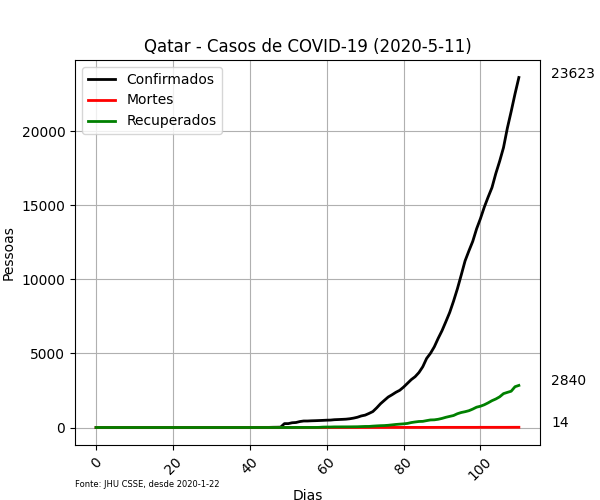 Qatar - Casos de COVID-19 (2020-5-11)
Confirmados
Mortes
Recuperados
23623
2840
14
Pessoas
20000
15000
10000
5000
0
0
20
40
60
80
100
Fonte: JHU CSSE, desde 2020-1-22
Dias